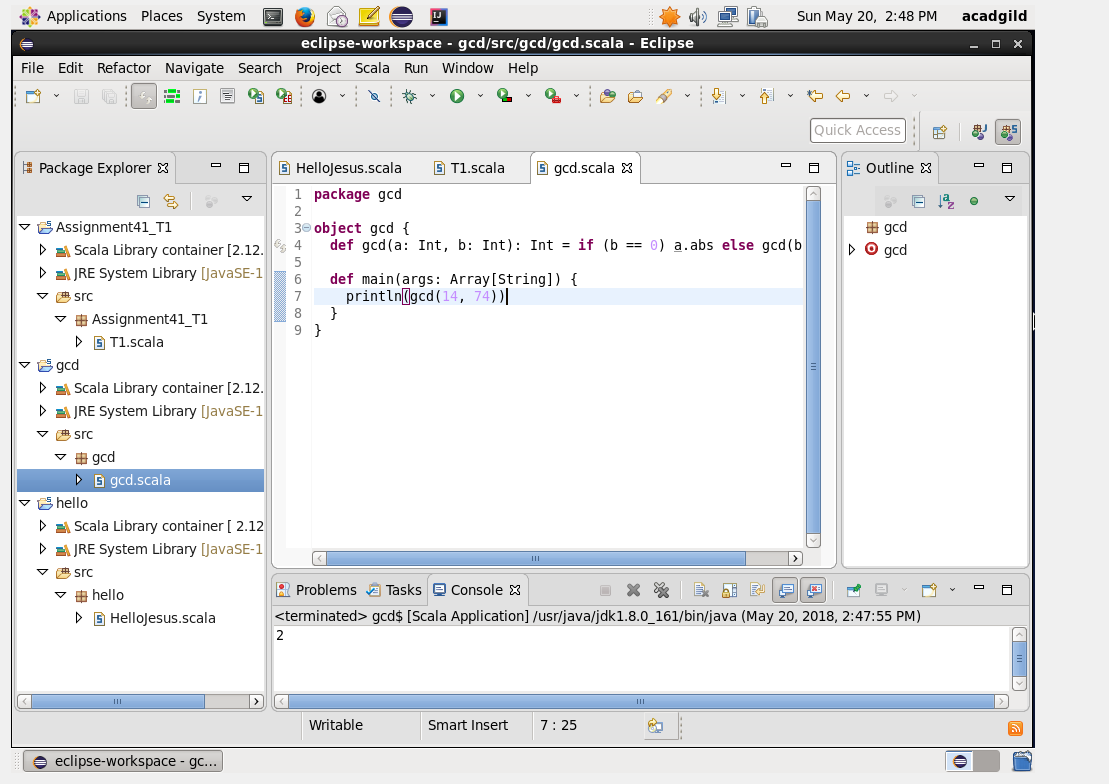 Applications Places System Sun May 20, 2:48 PM acadgild
eclipse-workspace - gcd/src/gcd/gcd.scala - Eclipse
File Edit Refactor Navigate Search Project Scala Run Window Help
Quick Access
Package Explorer
Assignment41_T1
Scala Library container [2.12.
JRE System Library [JavaSE-1
src
Assignment41_T1
T1.scala
gcd
Scala Library container [2.12.
JRE System Library [JavaSE-1
src
gcd
gcd.scala
hello
Scala Library container [ 2.12
JRE System Library [JavaSE-1
src
hello
HelloJesus.scala
HelloJesus.scala T1.scala gcd.scala
1 package gcd
2
3 object gcd {
4 def gcd(a: Int, b: Int): Int = if (b == 0) a.abs else gcd(b
5
6 def main(args: Array[String]) {
7 println(gcd(14, 74))
8 }
9 }
Outline
gcd
gcd
Problems Tasks Console
<terminated> gcd$ [Scala Application] /usr/java/jdk1.8.0_161/bin/java (May 20, 2018, 2:47:55 PM)
2
Writable Smart Insert 7 : 25
eclipse-workspace - gc...